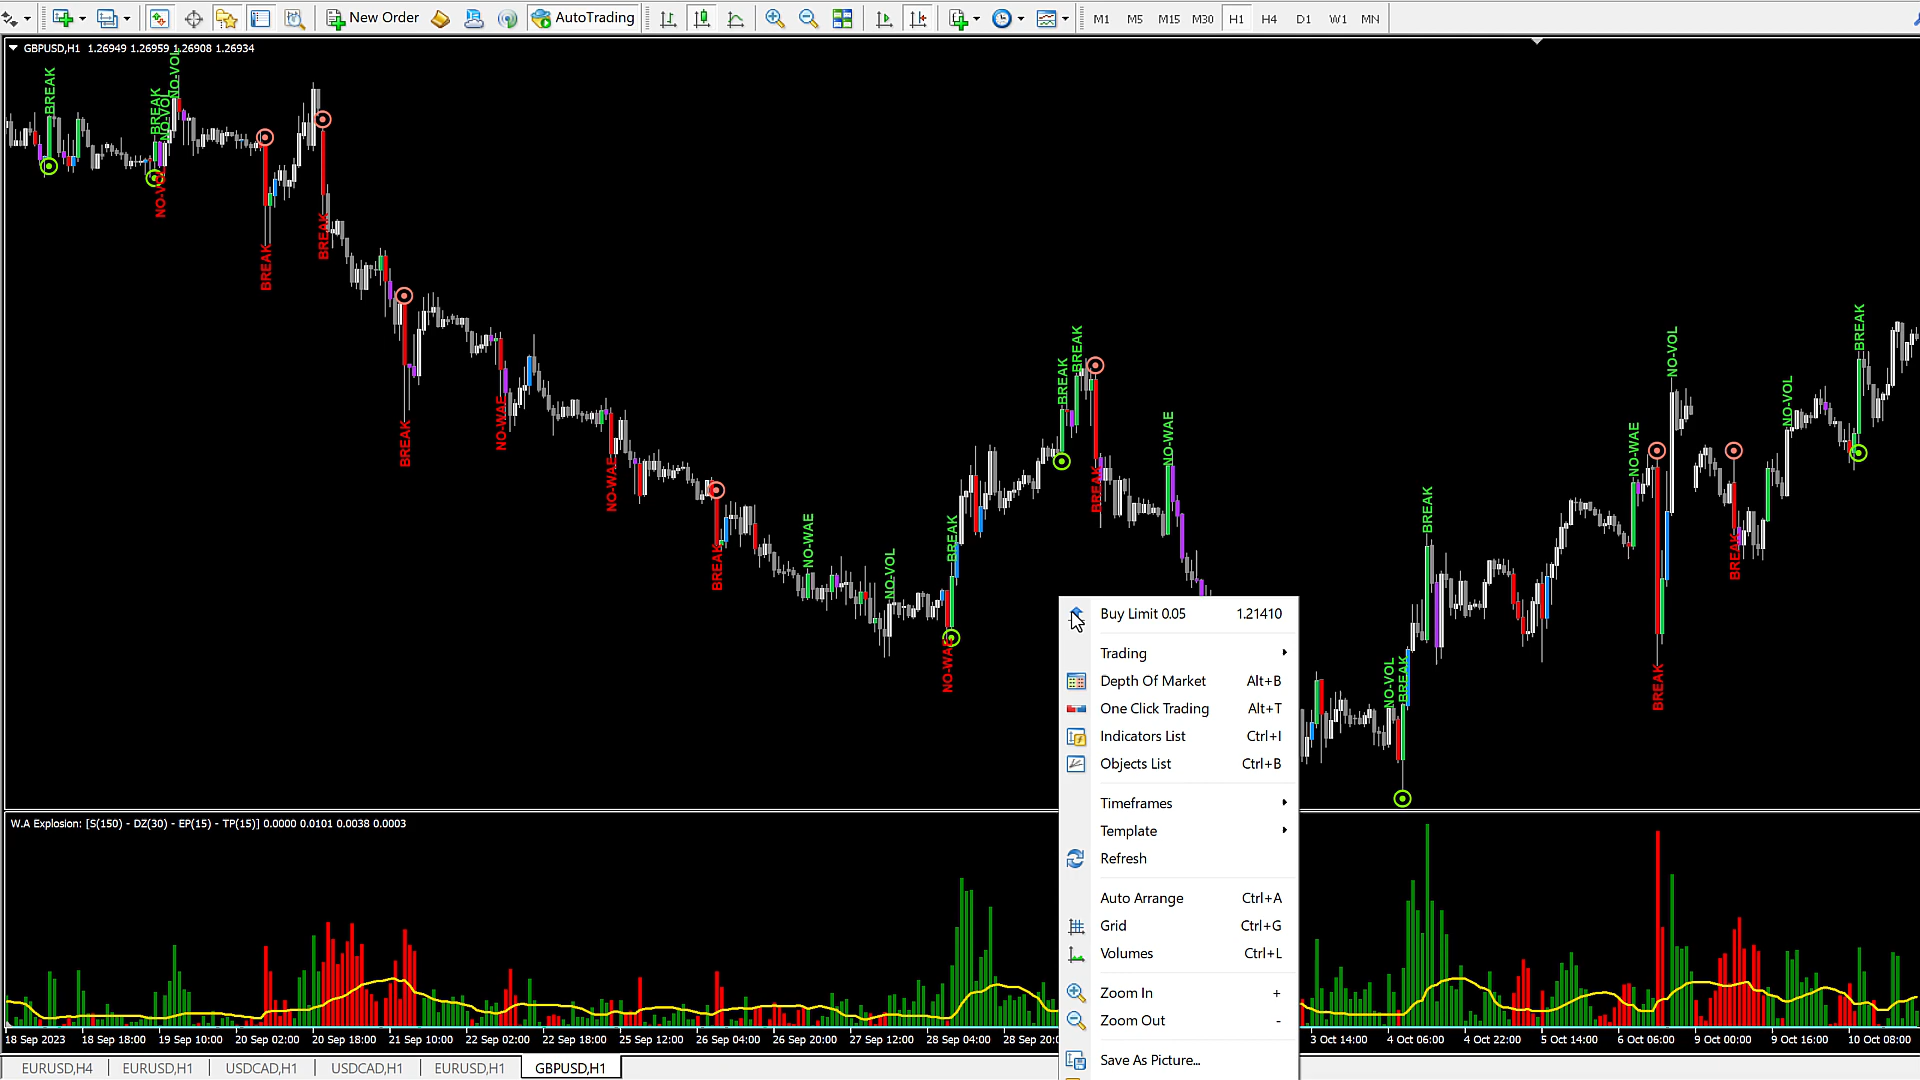 New Order
AutoTrading
M1 M5 M15 M30 H1 H4 D1 W1 MN
GBPUSD,H1 1.26949 1.26959 1.26908 1.26934
BREAK
BREAK
NO-VOL
NO-VOL
NO-VOL
BREAK
BREAK
BREAK
NO-WAE
NO-WAE
BREAK
NO-WAE
NO-VOL
BREAK
NO-WAE
BREAK
BREAK
BREAK
NO-WAE
NO-VOL
BREAK
BREAK
NO-WAE
BREAK
NO-VOL
BREAK
NO-VOL
BREAK
Buy Limit 0.05 1.21410
Trading
Depth Of Market Alt+B
One Click Trading Alt+T
Indicators List Ctrl+I
Objects List Ctrl+B
Timeframes
Template
Refresh
Auto Arrange Ctrl+A
Grid Ctrl+G
Volumes Ctrl+L
Zoom In +
Zoom Out -
Save As Picture...
W.A Explosion: [S(150) - DZ(30) - EP(15) - TP(15)] 0.0000 0.0101 0.0038 0.0003
18 Sep 2023 18 Sep 18:00 19 Sep 10:00 20 Sep 02:00 20 Sep 18:00 21 Sep 10:00 22 Sep 02:00 22 Sep 18:00 25 Sep 12:00 26 Sep 04:00 26 Sep 20:00 27 Sep 12:00 28 Sep 04:00 28 Sep 20:0 3 Oct 14:00 4 Oct 06:00 4 Oct 22:00 5 Oct 14:00 6 Oct 06:00 9 Oct 00:00 9 Oct 16:00 10 Oct 08:00
EURUSD,H4 EURUSD,H1 USDCAD,H1 USDCAD,H1 EURUSD,H1 GBPUSD,H1